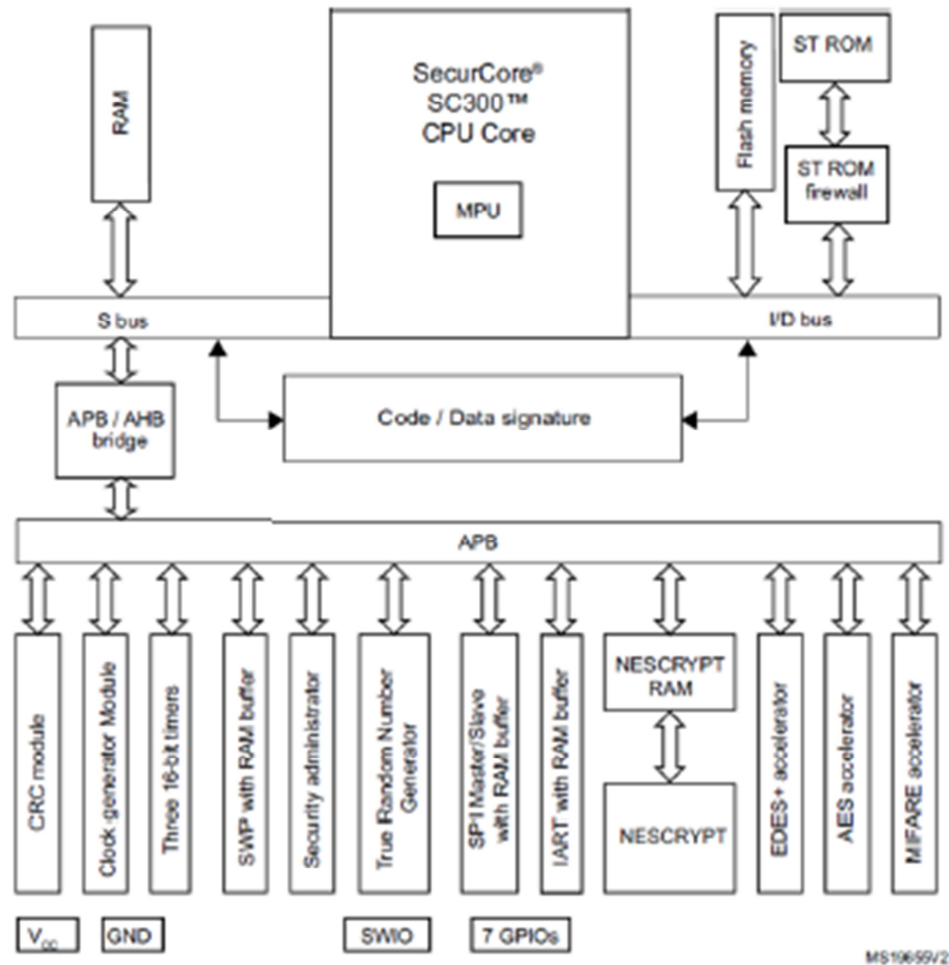 RAM
SecurCore®
SC300™
CPU Core
MPU
Flash memory
ST ROM
ST ROM
firewall
S bus
I/D bus
APB / AHB
bridge
Code / Data signature
APB
CRC module
Clock-generator Module
Three 16-bit timers
SWP with RAM buffer
Security administrator
True IRandom Number
Generator
SPI Master/Slave
with RAM buffer
IART with RAM buffer
NESCRYPT
RAM
NESCRYPT
EDES+ accelerator
AES accelerator
MIFARE accelerator
VCC
GND
SWIO
7 GPIOs
MS19655V2